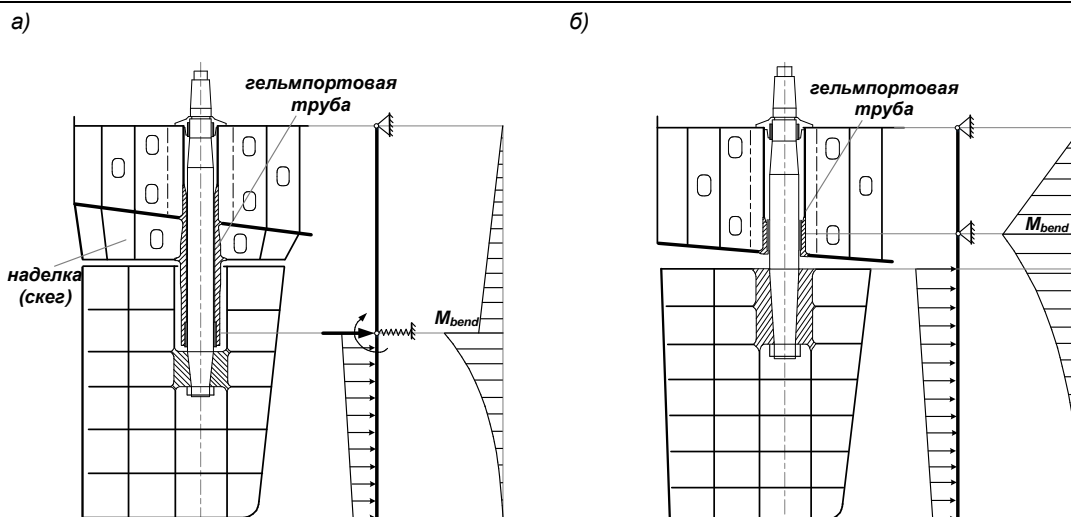 а)
б)
гельмпортовая
труба
наделка
(скег)
M_bend
гельмпортовая
труба
M_bend